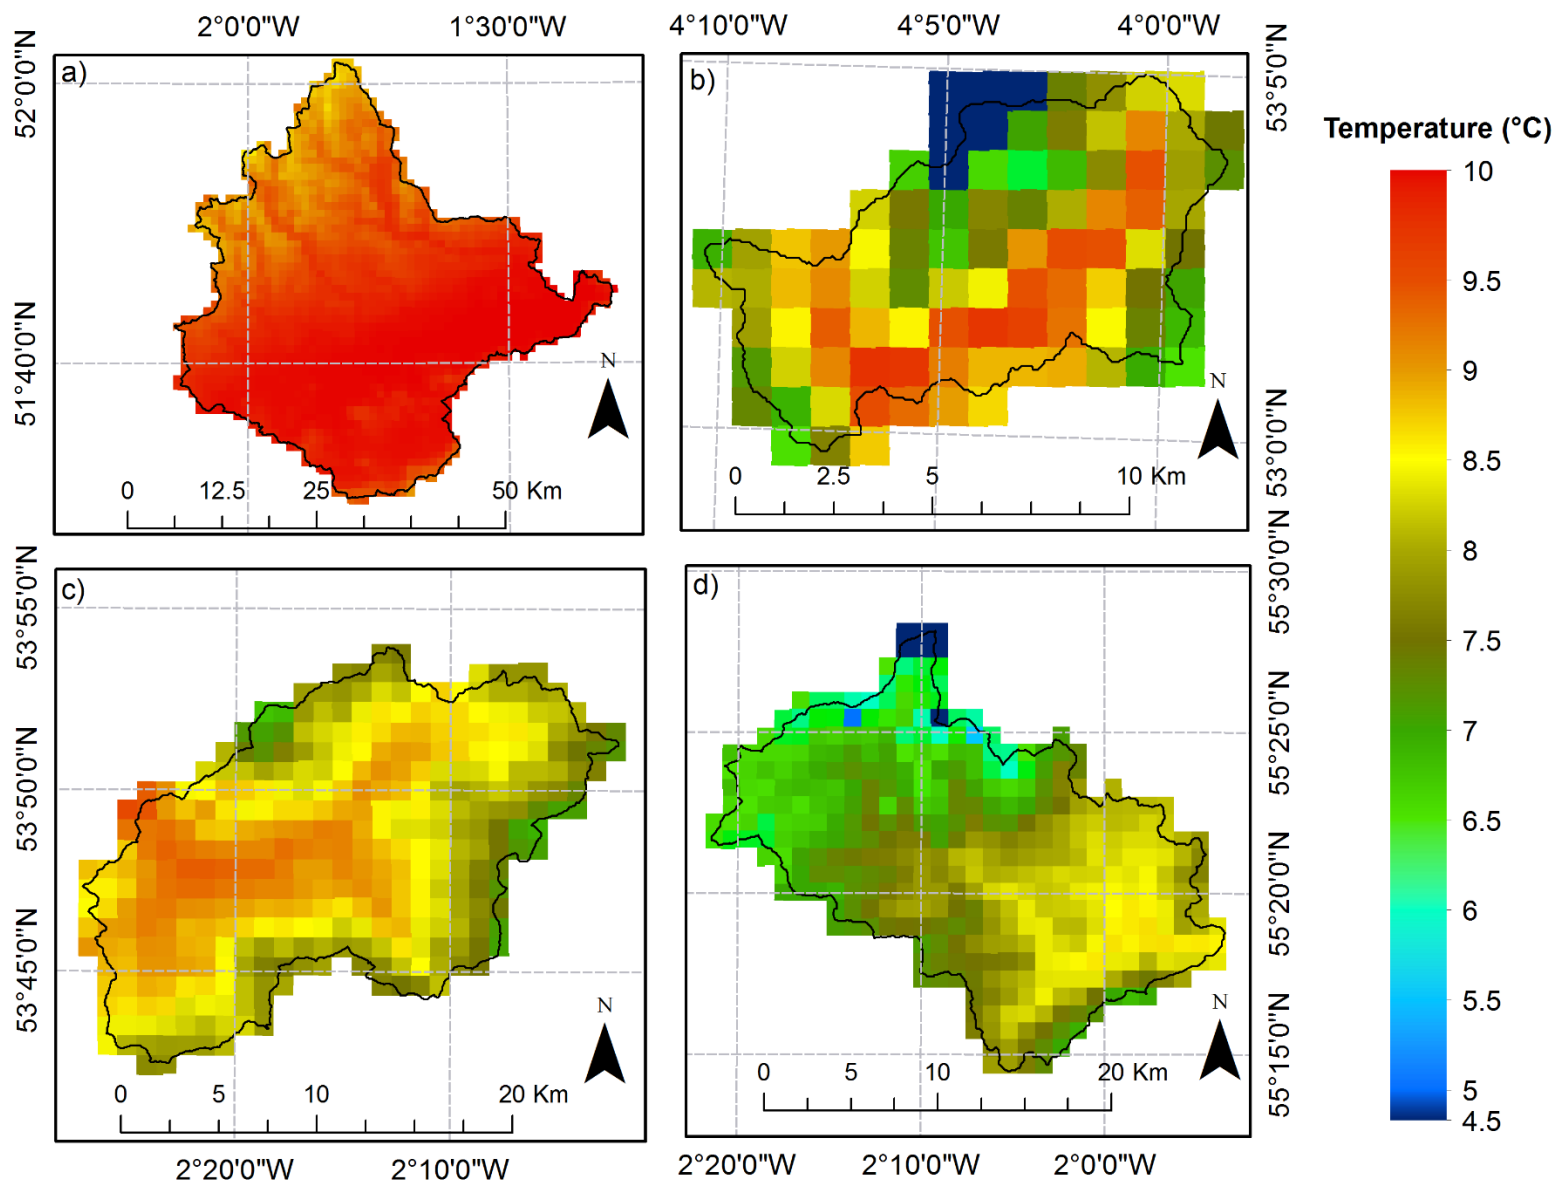 2°0'0"W 1°30'0"W
4°10'0"W 4°5'0"W 4°0'0"W
a)
52°0'0"N
51°40'0"N
N
0 12.5 25 50 Km
b)
53°5'0"N
53°0'0"N
N
0 2.5 5 10 Km
Temperature (°C)
10
9.5
9
8.5
8
7.5
7
6.5
6
5.5
5
4.5
c)
53°55'0"N
53°50'0"N
53°45'0"N
N
0 5 10 20 Km
2°20'0"W 2°10'0"W
d)
55°30'0"N
55°25'0"N
55°20'0"N
55°15'0"N
N
0 5 10 20 Km
2°20'0"W 2°10'0"W 2°0'0"W